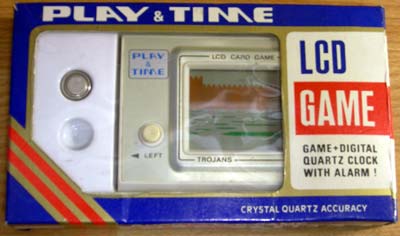 PLAY & TIME
LCD CARD GAME
PLAY
& TIME
◄ LEFT
TROJANS
LCD
GAME
GAME+DIGITAL
QUARTZ CLOCK
WITH ALARM!
CRYSTAL QUARTZ ACCURACY